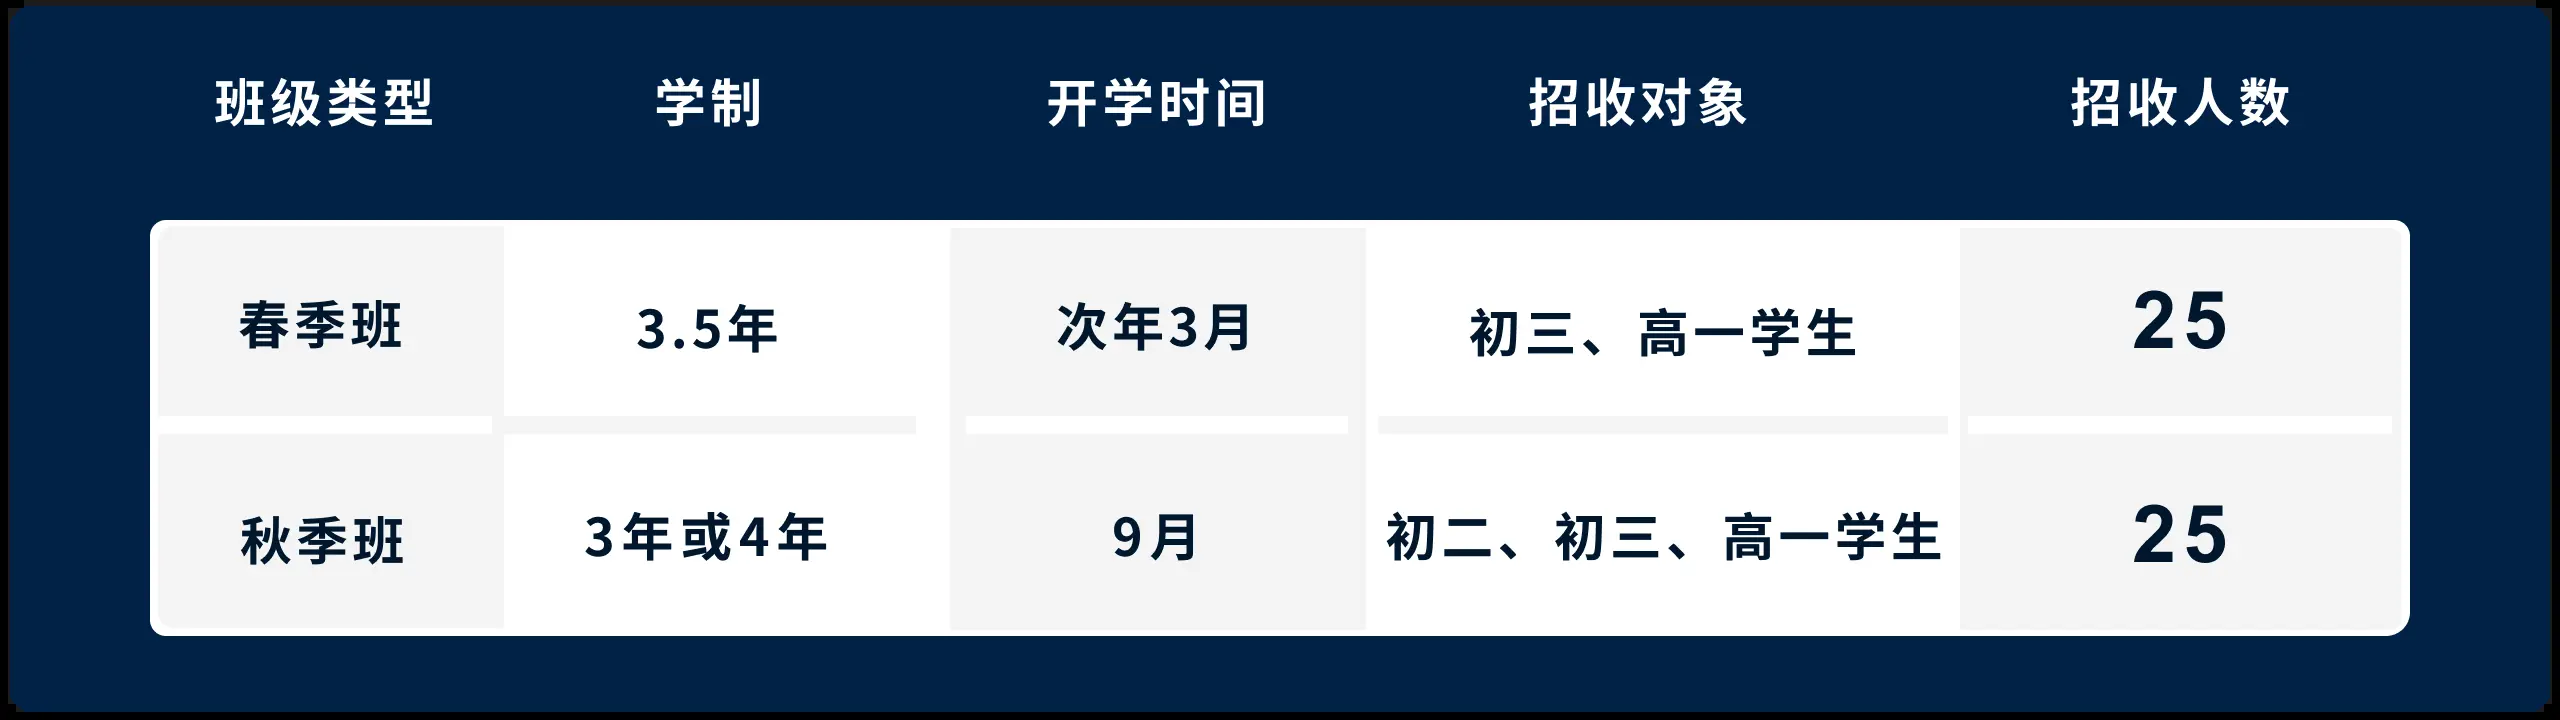 班级类型 学制 开学时间 招收对象 招收人数
春季班 3.5年 次年3月 初三、高一学生 25
秋季班 3年或4年 9月 初二、初三、高一学生 25